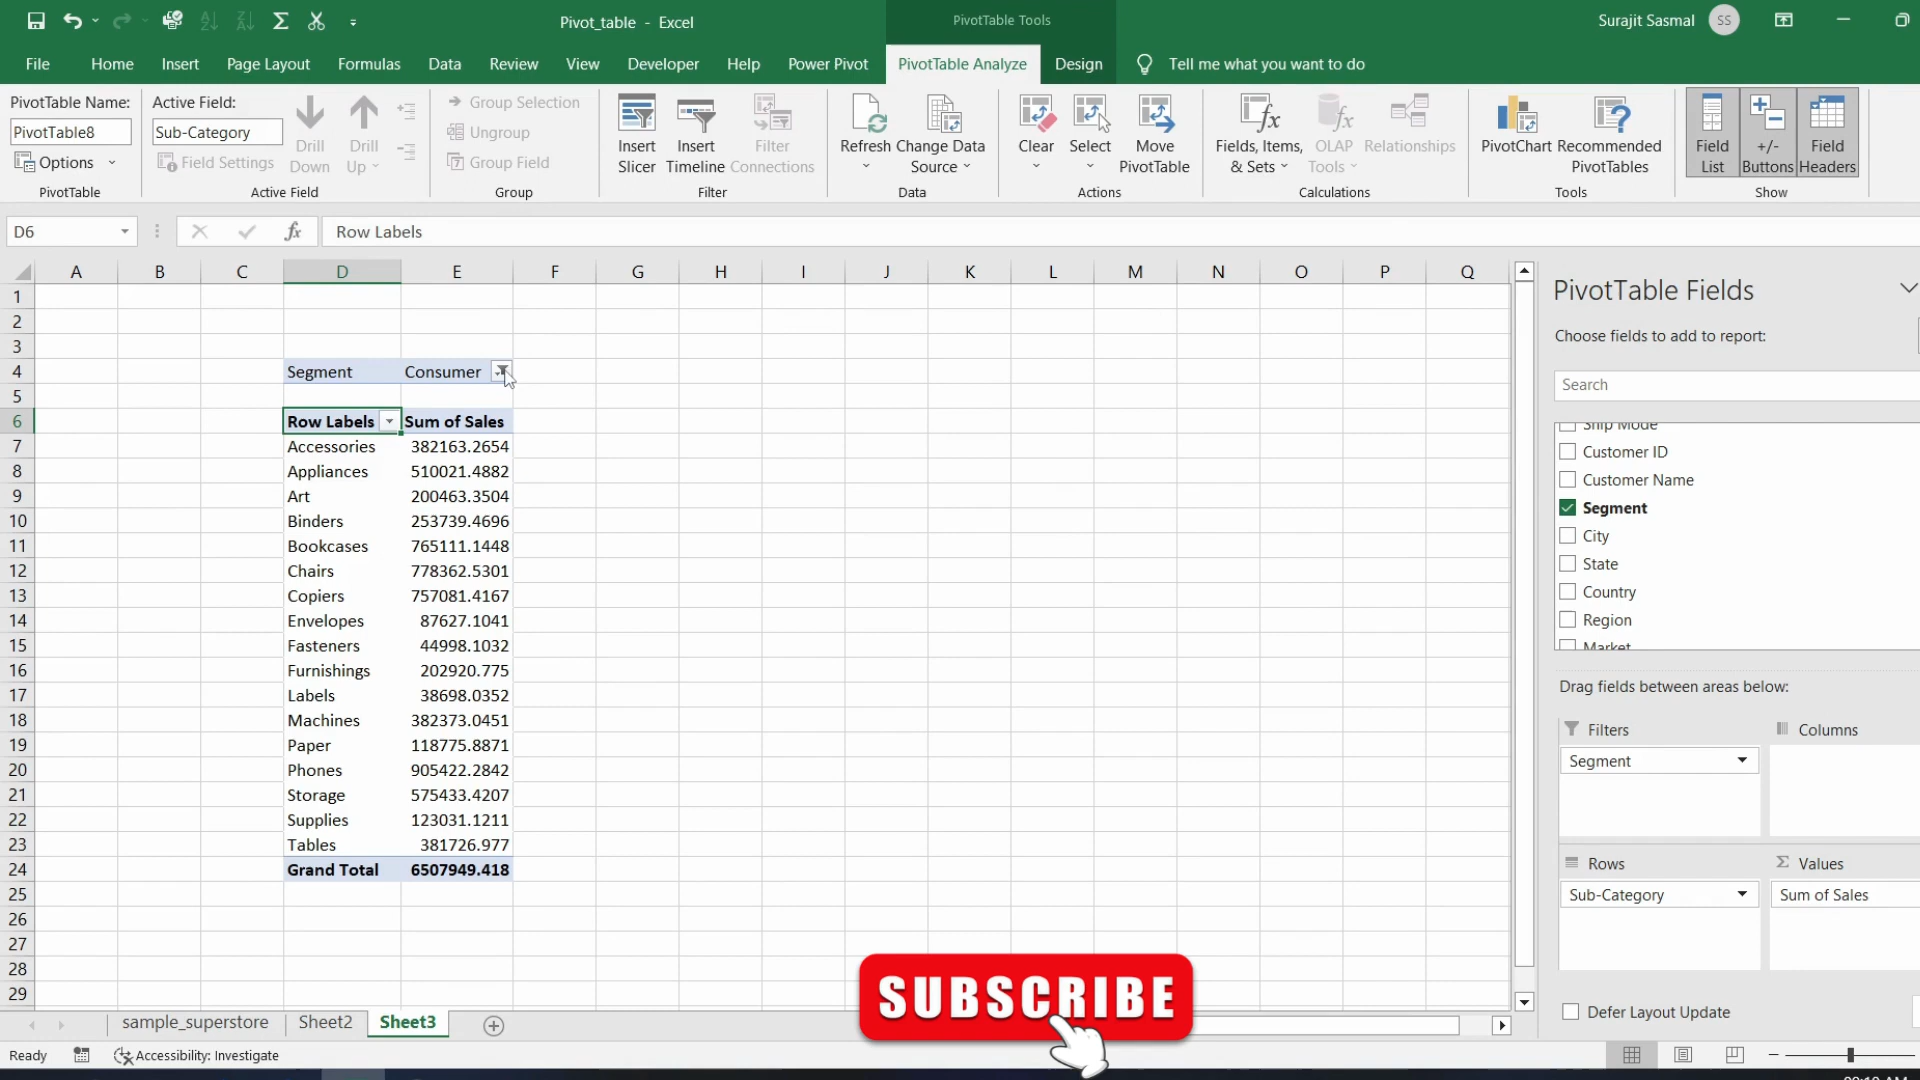 Pivot_table - Excel
PivotTable Tools
Surajit Sasmal
SS
File
Home
Insert
Page Layout
Formulas
Data
Review
View
Developer
Help
Power Pivot
PivotTable Analyze
Design
Tell me what you want to do
PivotTable Name:
PivotTable8
Options
PivotTable
Active Field:
Sub-Category
Field Settings
Drill
Down
Drill
Up
Active Field
Group Selection
Ungroup
Group Field
Group
Insert
Slicer
Insert
Timeline
Filter
Connections
Filter
Refresh
Change Data
Source
Data
Clear
Select
Move
PivotTable
Actions
Fields, Items,
& Sets
OLAP
Tools
Relationships
Calculations
PivotChart
Recommended
PivotTables
Tools
Field
List
+/-
Buttons
Field
Headers
Show
D6
fx
Row Labels
A B C D E F G H I J K L M N O P Q
1
2
3
4 Segment Consumer
5
6 Row Labels Sum of Sales
7 Accessories 382163.2654
8 Appliances 510021.4882
9 Art 200463.3504
10 Binders 253739.4696
11 Bookcases 765111.1448
12 Chairs 778362.5301
13 Copiers 757081.4167
14 Envelopes 87627.1041
15 Fasteners 44998.1032
16 Furnishings 202920.775
17 Labels 38698.0352
18 Machines 382373.0451
19 Paper 118775.8871
20 Phones 905422.2842
21 Storage 575433.4207
22 Supplies 123031.1211
23 Tables 381726.977
24 Grand Total 6507949.418
25
26
27
28
29
PivotTable Fields
Choose fields to add to report:
Search
Ship Mode
Customer ID
Customer Name
Segment
City
State
Country
Region
Market
Drag fields between areas below:
Filters
Columns
Segment
Rows
Values
Sub-Category
Sum of Sales
Defer Layout Update
SUBSCRIBE
sample_superstore
Sheet2
Sheet3
Ready
Accessibility: Investigate